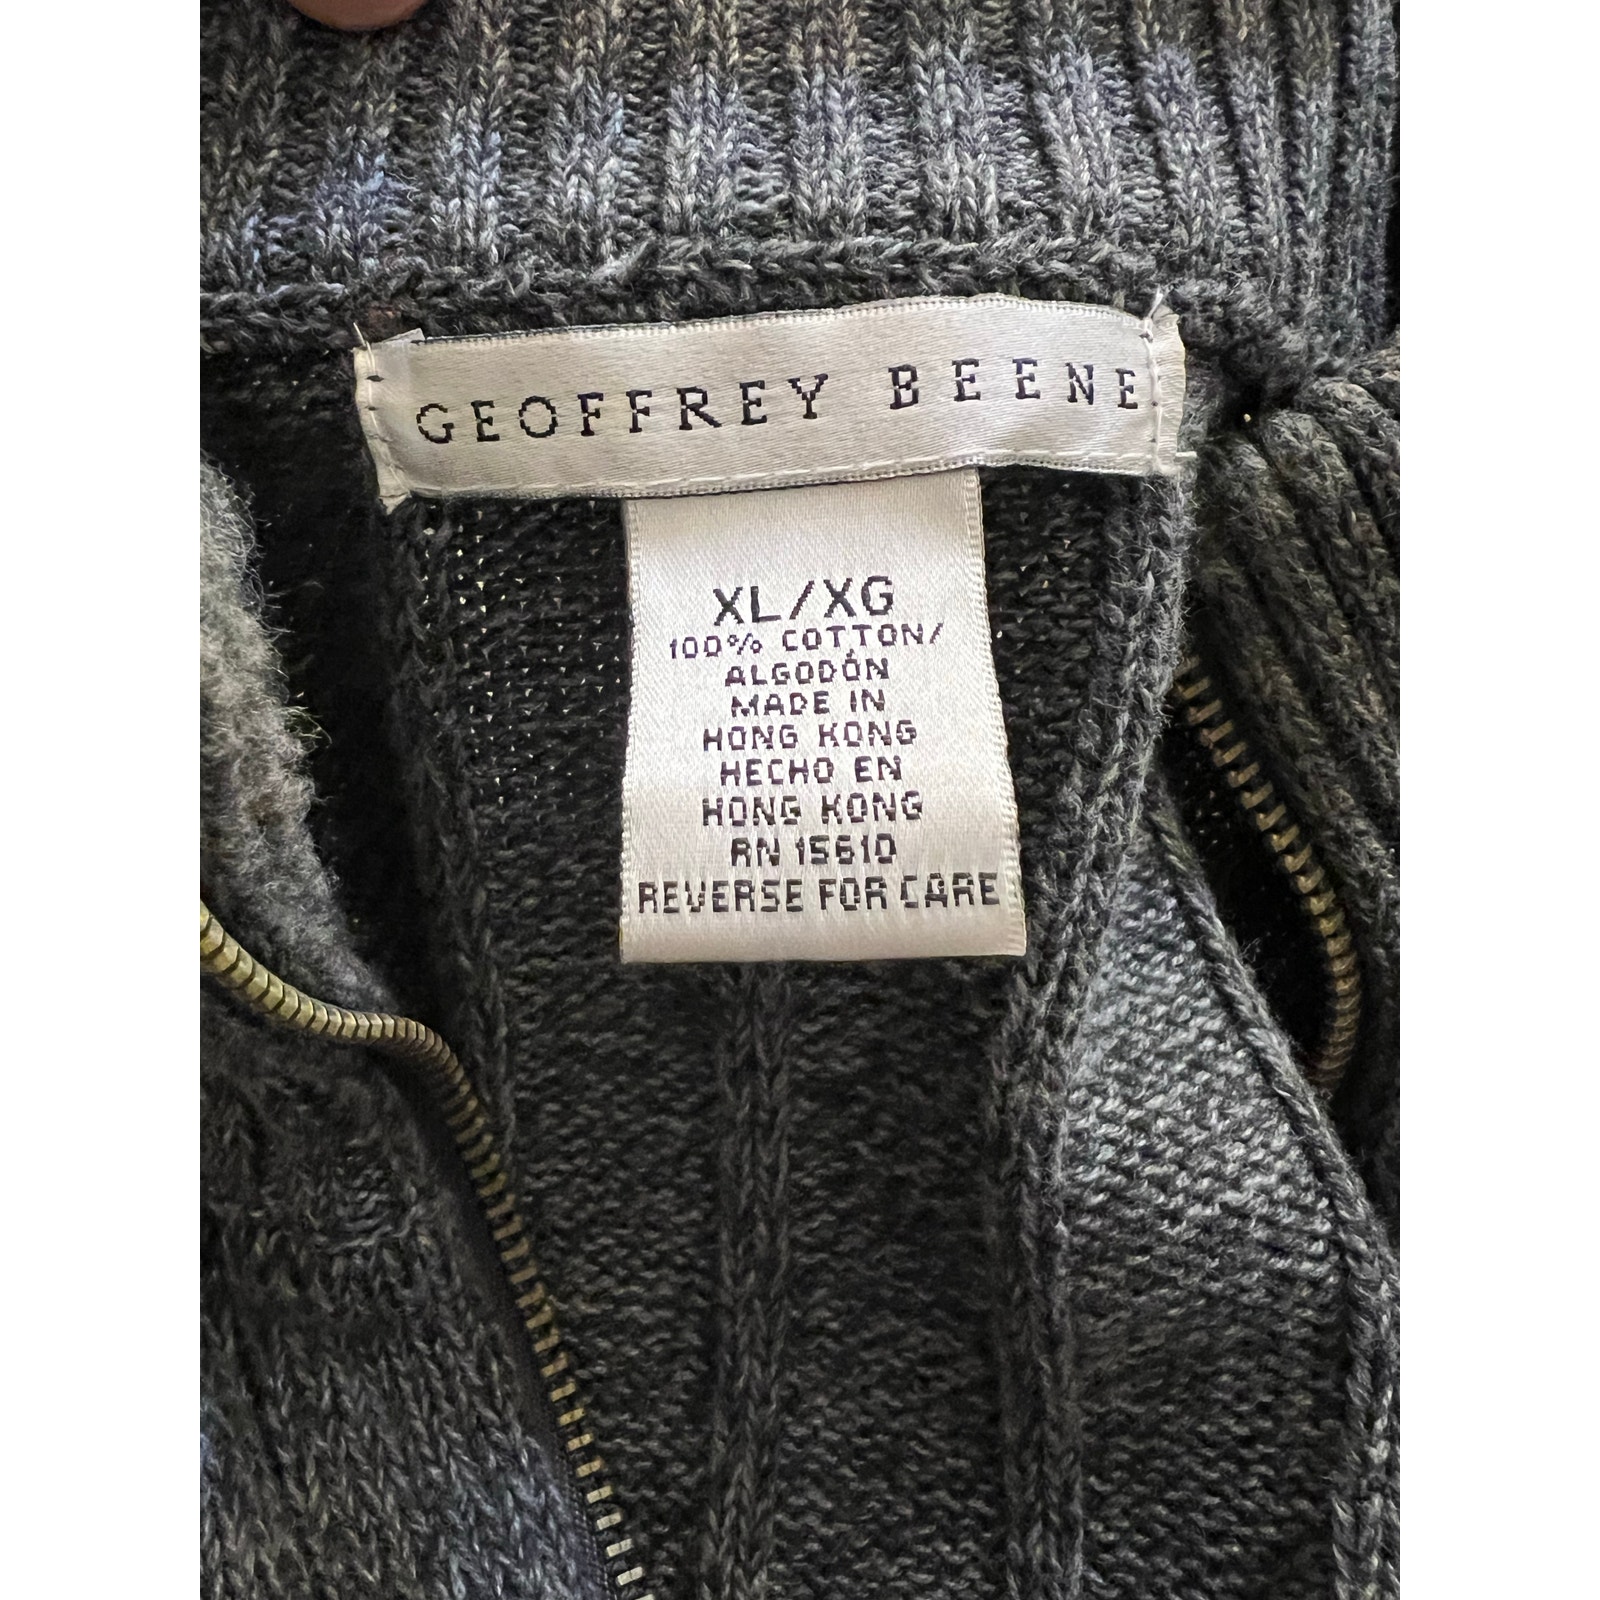 GEOFFREY BEENE
XL/XG
100% COTTON/
ALGODÓN
MADE IN
HONG KONG
HECHO EN
HONG KONG
RN 15610
REVERSE FOR CARE